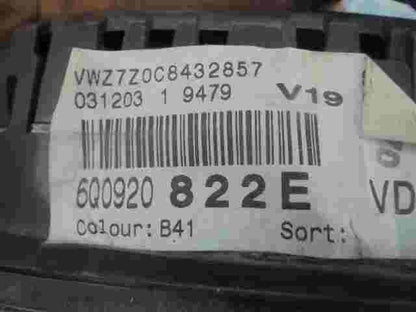 VWZ7Z0C8432857
031203 1 9479 V19
6Q0920 822E VD
Colour: B41 Sort: